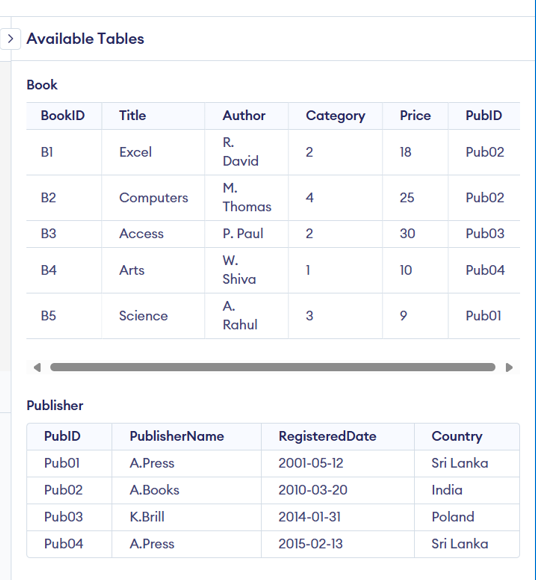 Available Tables
Book
BookID Title Author Category Price PubID
B1 Excel R. David 2 18 Pub02
B2 Computers M. Thomas 4 25 Pub02
B3 Access P. Paul 2 30 Pub03
B4 Arts W. Shiva 1 10 Pub04
B5 Science A. Rahul 3 9 Pub01
Publisher
PubID PublisherName RegisteredDate Country
Pub01 A.Press 2001-05-12 Sri Lanka
Pub02 A.Books 2010-03-20 India
Pub03 K.Brill 2014-01-31 Poland
Pub04 A.Press 2015-02-13 Sri Lanka